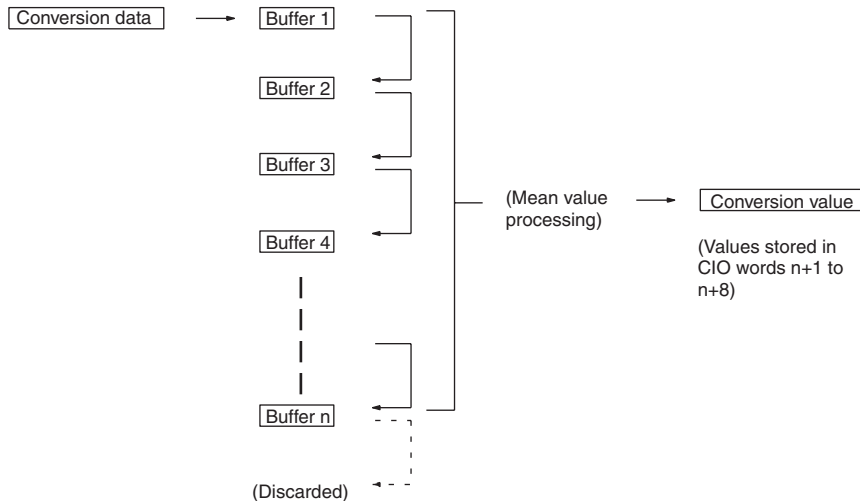 Conversion data
Buffer 1
Buffer 2
Buffer 3
Buffer 4
Buffer n
(Discarded)
(Mean value
processing)
Conversion value
(Values stored in
CIO words n+1 to
n+8)